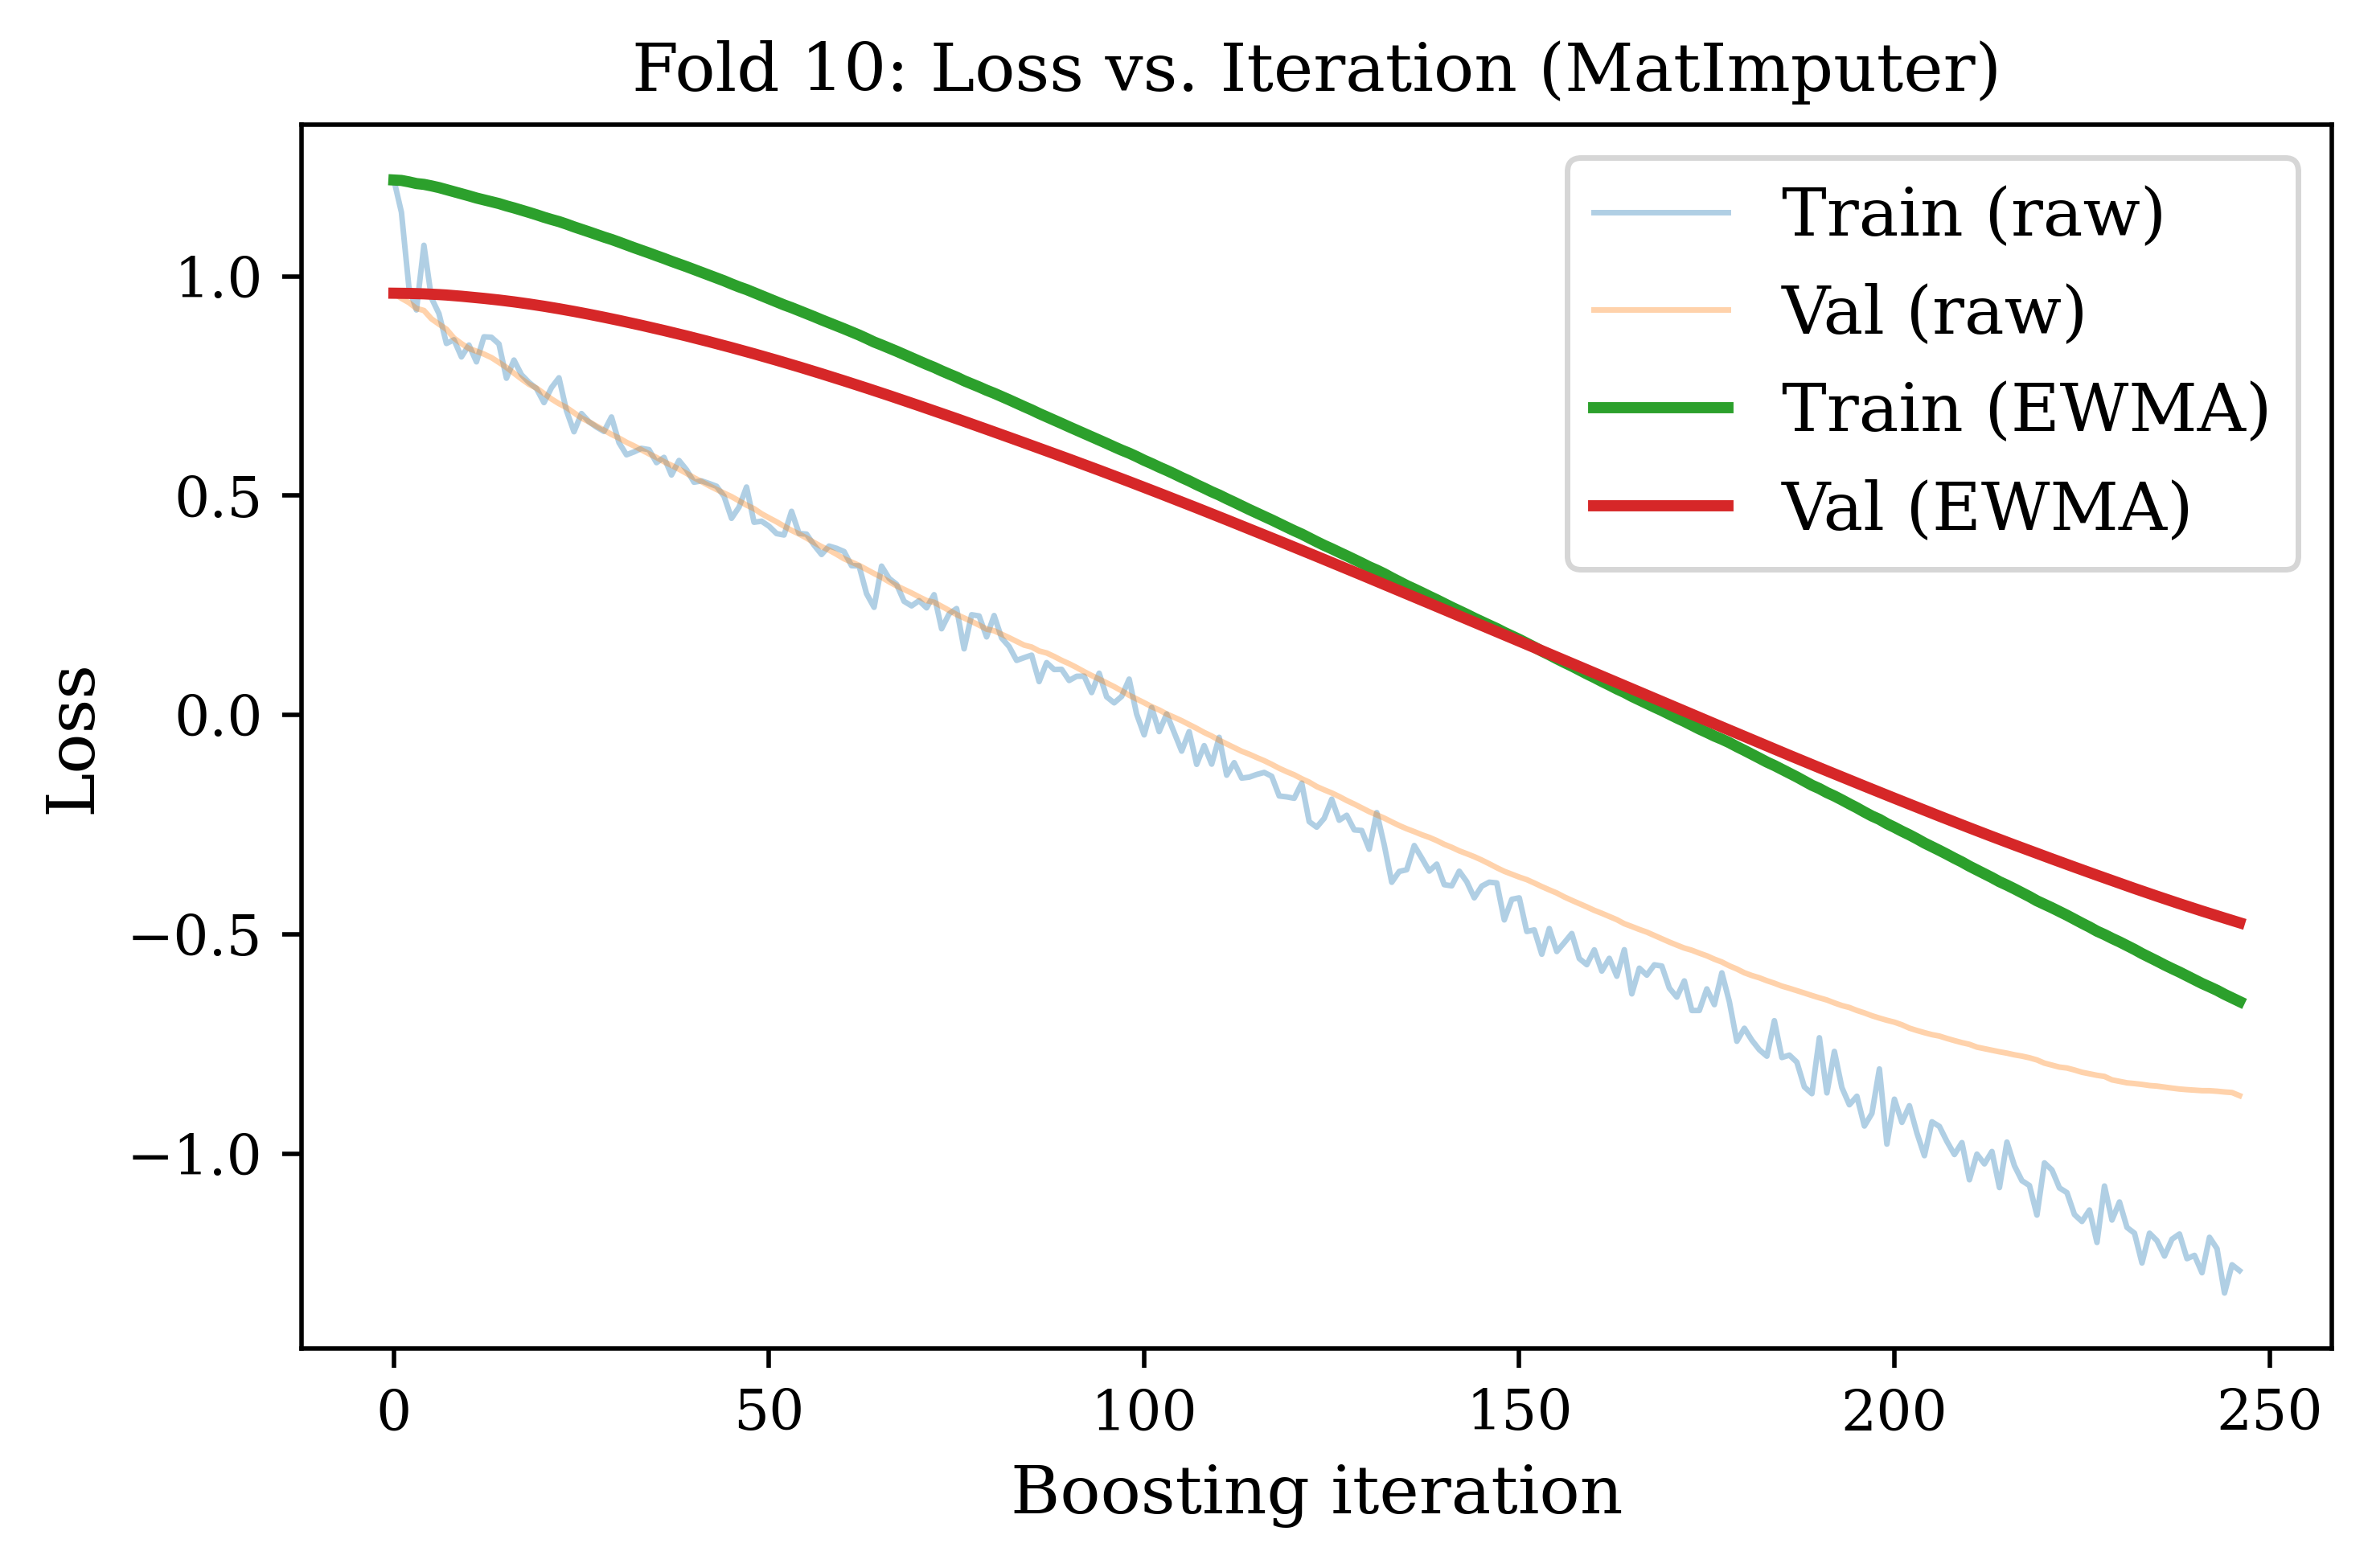 Fold 10: Loss vs. Iteration (MatImputer)
Train (raw)
Val (raw)
Train (EWMA)
Val (EWMA)
Loss
1.0
0.5
0.0
−0.5
−1.0
0 50 100 150 200 250
Boosting iteration